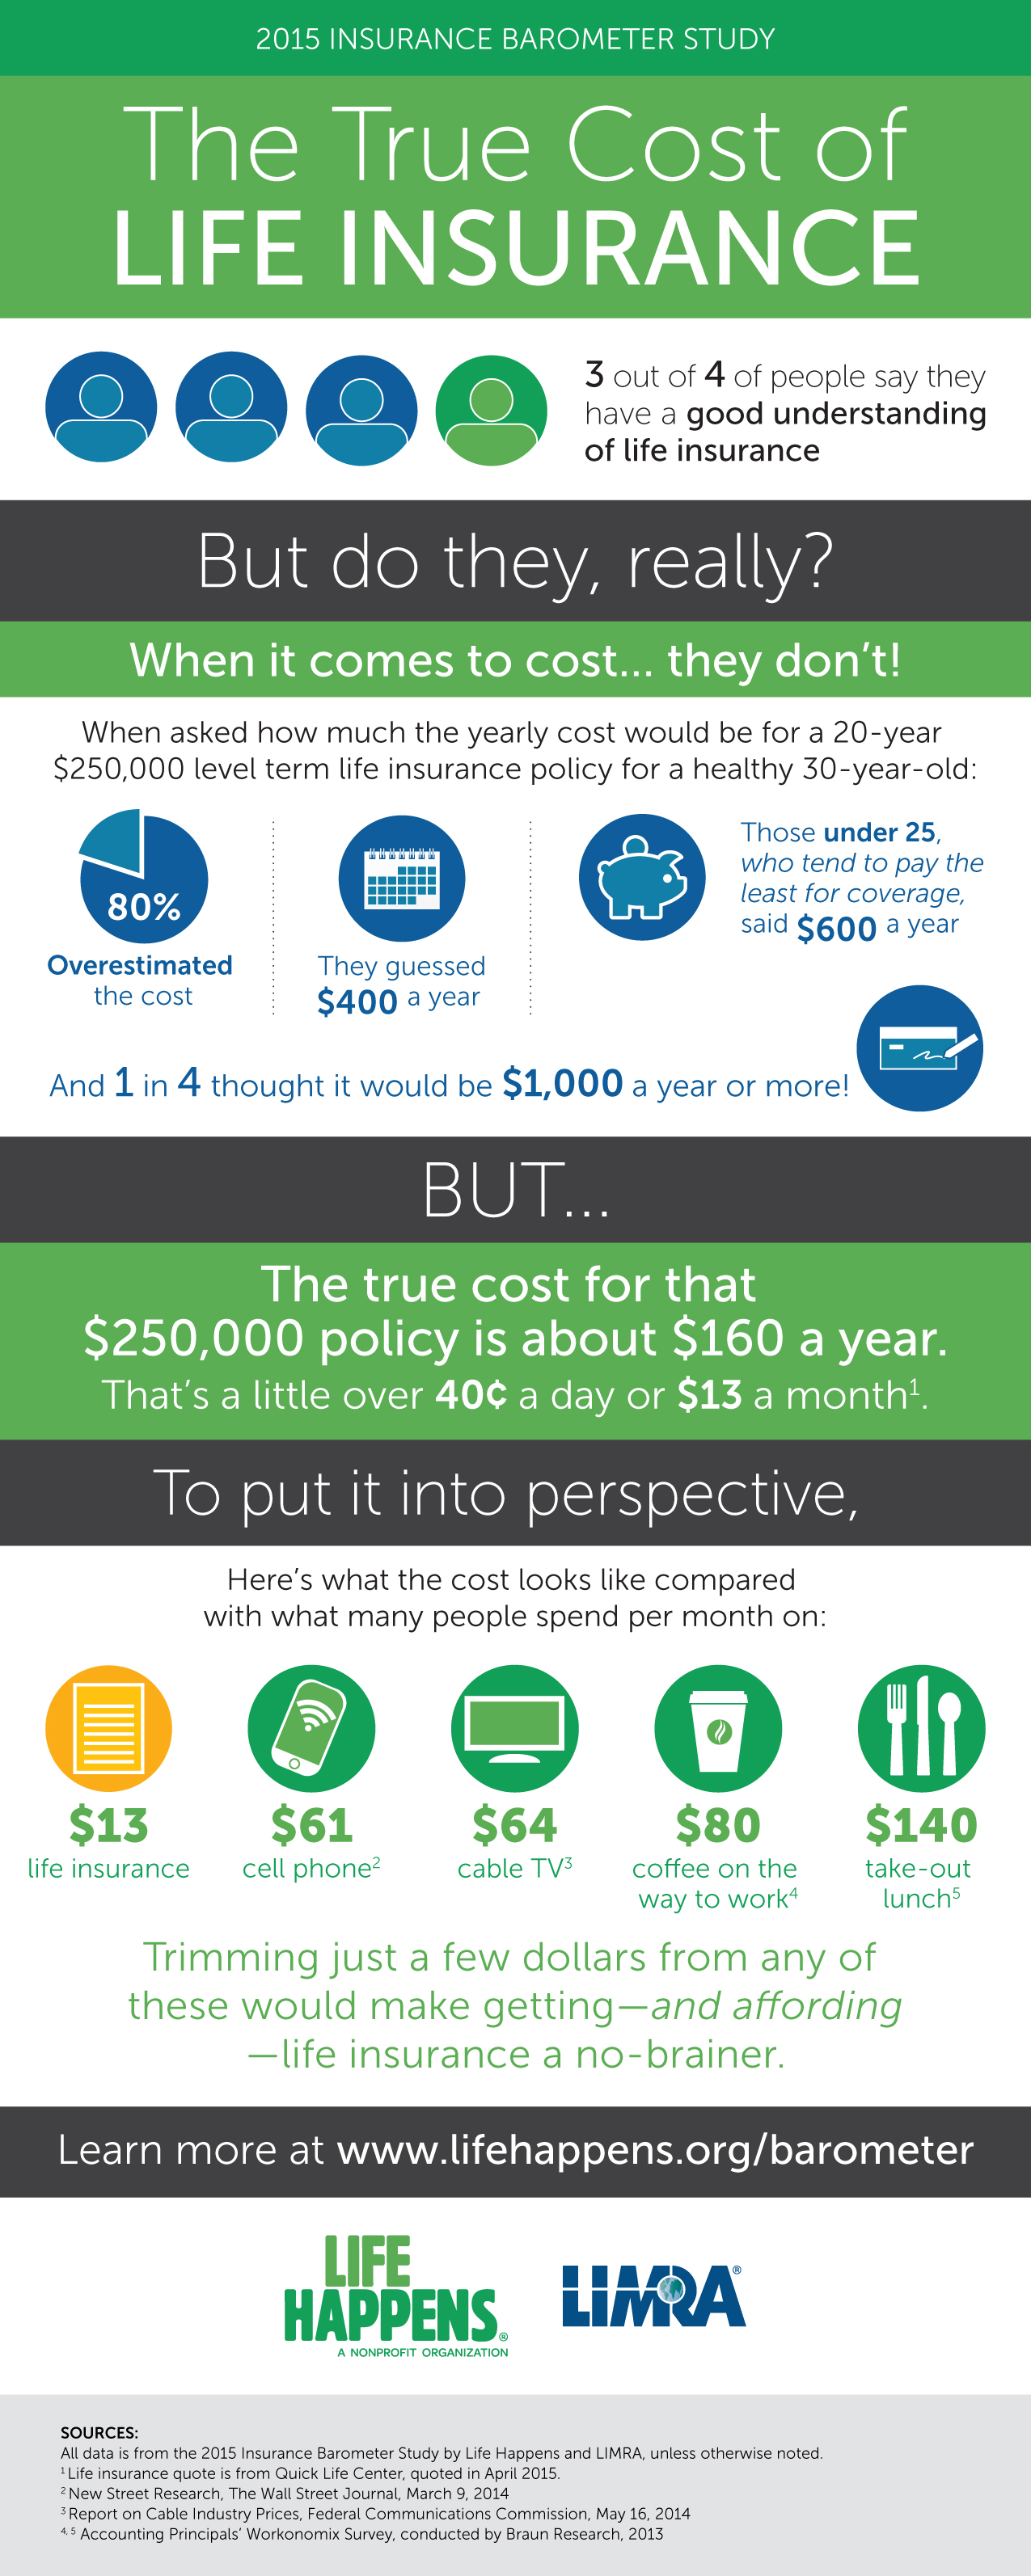 2015 INSURANCE BAROMETER STUDY
The True Cost of
LIFE INSURANCE
3 out of 4 of people say they
have a good understanding
of life insurance
But do they, really?
When it comes to cost... they don't!
When asked how much the yearly cost would be for a 20-year
$250,000 level term life insurance policy for a healthy 30-year-old:
80%
Overestimated
the cost
They guessed
$400 a year
Those under 25,
who tend to pay the
least for coverage,
said $600 a year
And 1 in 4 thought it would be $1,000 a year or more!
BUT...
The true cost for that
$250,000 policy is about $160 a year.
That's a little over 40¢ a day or $13 a month¹.
To put it into perspective,
Here's what the cost looks like compared
with what many people spend per month on:
$13
life insurance
$61
cell phone²
$64
cable TV³
$80
coffee on the
way to work⁴
$140
take-out
lunch⁵
Trimming just a few dollars from any of
these would make getting—and affording
—life insurance a no-brainer.
Learn more at www.lifehappens.org/barometer
LIFE
HAPPENS®
A NONPROFIT ORGANIZATION
LIMRA®
SOURCES:
All data is from the 2015 Insurance Barometer Study by Life Happens and LIMRA, unless otherwise noted.
¹ Life insurance quote is from Quick Life Center, quoted in April 2015.
² New Street Research, The Wall Street Journal, March 9, 2014
³ Report on Cable Industry Prices, Federal Communications Commission, May 16, 2014
⁴, ⁵ Accounting Principals' Workonomix Survey, conducted by Braun Research, 2013